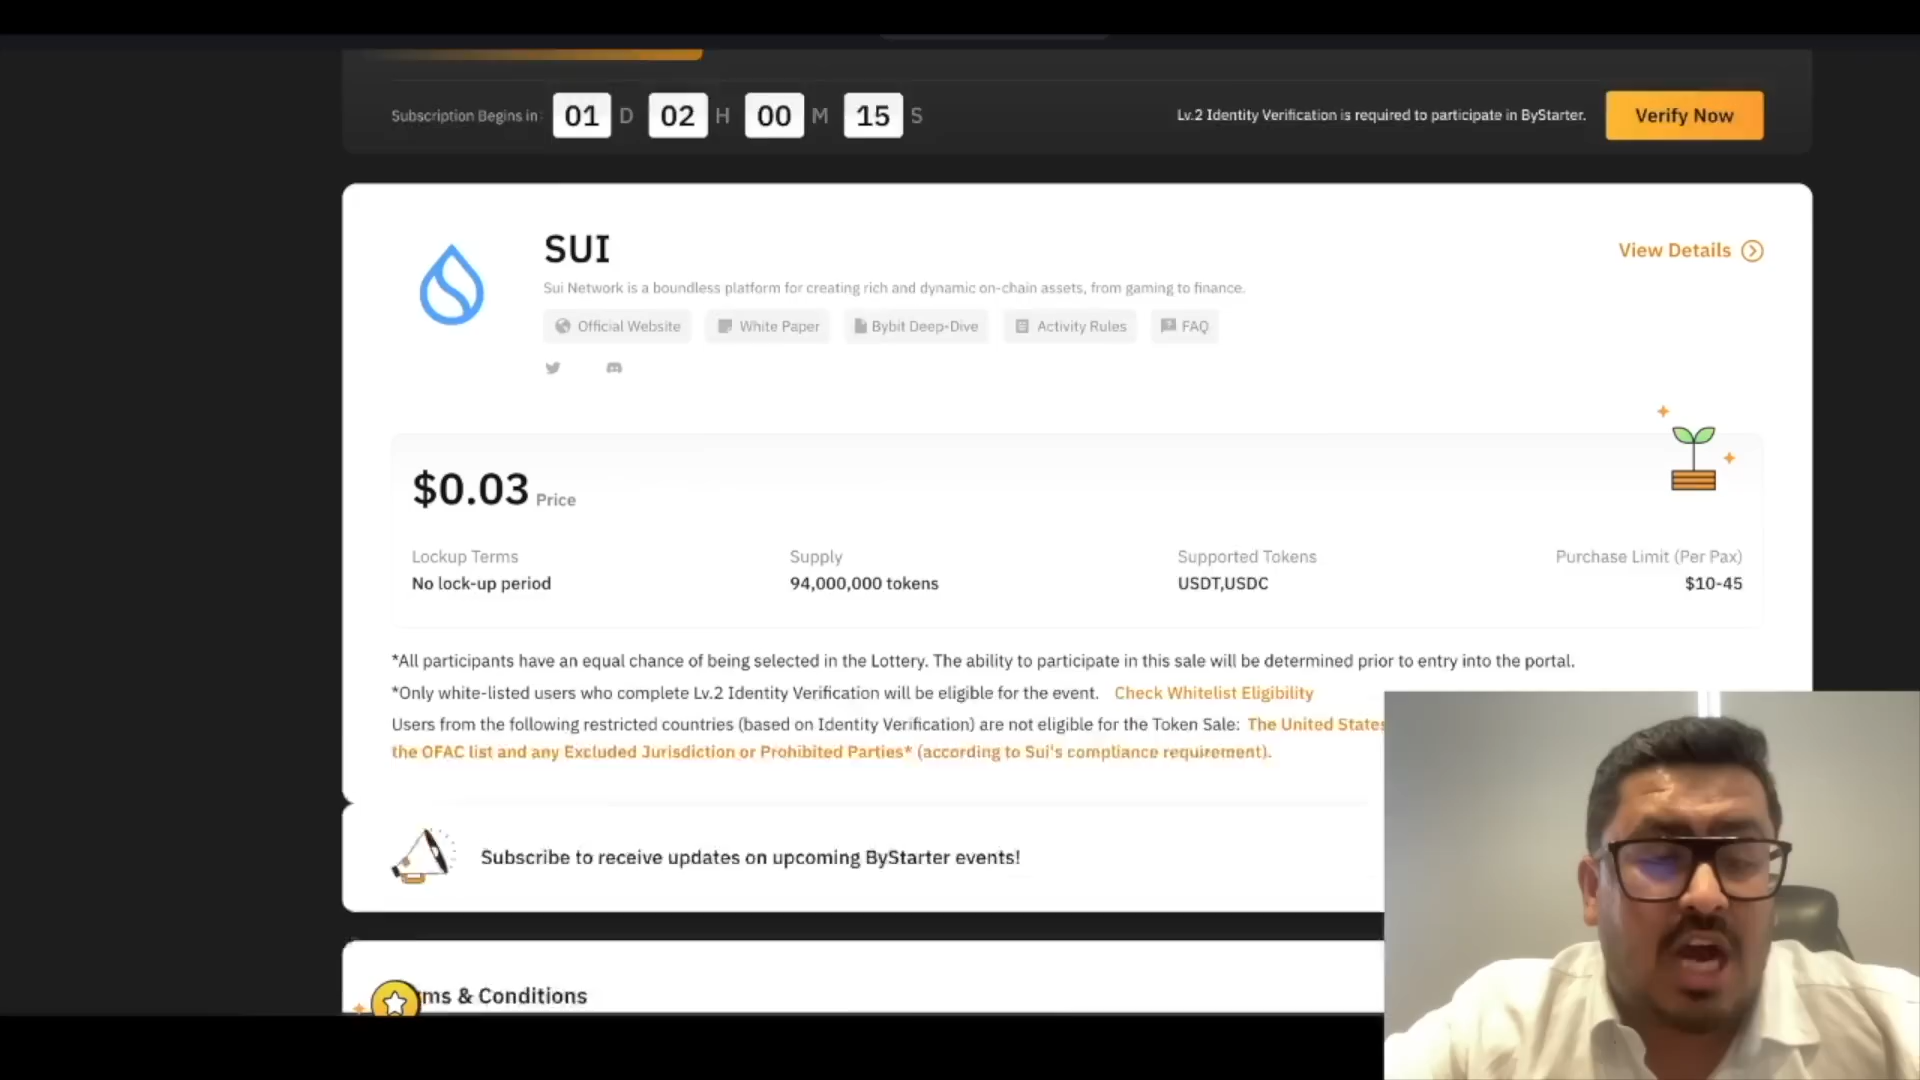 Subscription Begins in: 01 D 02 H 00 M 15 S
Lv.2 Identity Verification is required to participate in ByStarter.
Verify Now
SUI
View Details
Sui Network is a boundless platform for creating rich and dynamic on-chain assets, from gaming to finance.
Official Website
White Paper
Bybit Deep-Dive
Activity Rules
FAQ
$0.03 Price
Lockup Terms
No lock-up period
Supply
94,000,000 tokens
Supported Tokens
USDT,USDC
Purchase Limit (Per Pax)
$10-45
*All participants have an equal chance of being selected in the Lottery. The ability to participate in this sale will be determined prior to entry into the portal.
*Only white-listed users who complete Lv.2 Identity Verification will be eligible for the event. Check Whitelist Eligibility
Users from the following restricted countries (based on Identity Verification) are not eligible for the Token Sale: The United States
the OFAC list and any Excluded Jurisdiction or Prohibited Parties* (according to Sui's compliance requirement).
Subscribe to receive updates on upcoming ByStarter events!
ms & Conditions